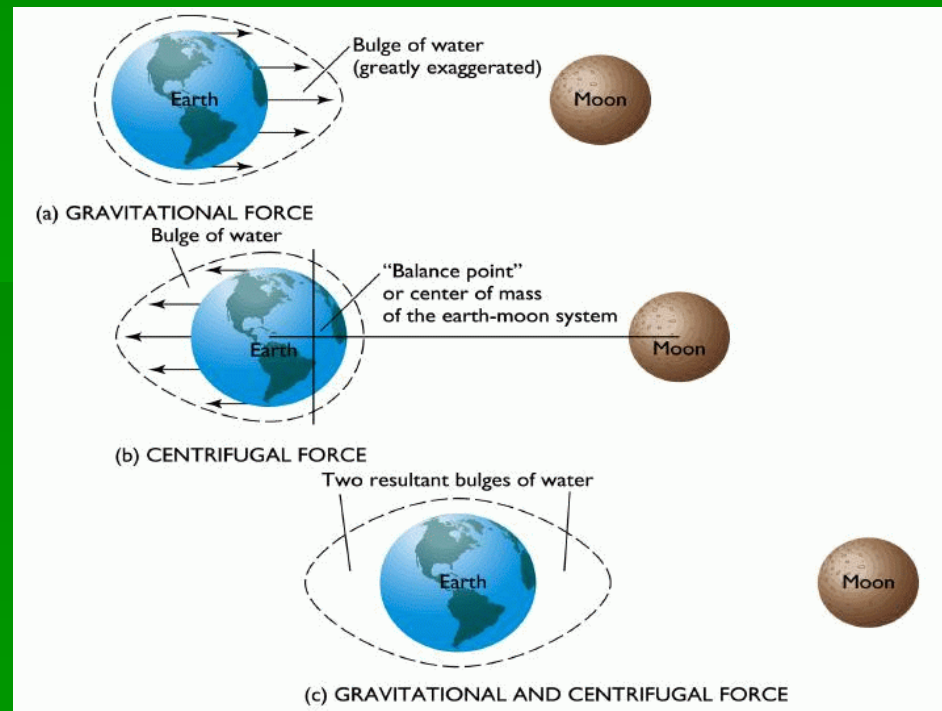 Bulge of water
(greatly exaggerated)
Earth
Moon
(a) GRAVITATIONAL FORCE
Bulge of water
“Balance point”
or center of mass
of the earth-moon system
Earth
Moon
(b) CENTRIFUGAL FORCE
Two resultant bulges of water
Earth
Moon
(c) GRAVITATIONAL AND CENTRIFUGAL FORCE